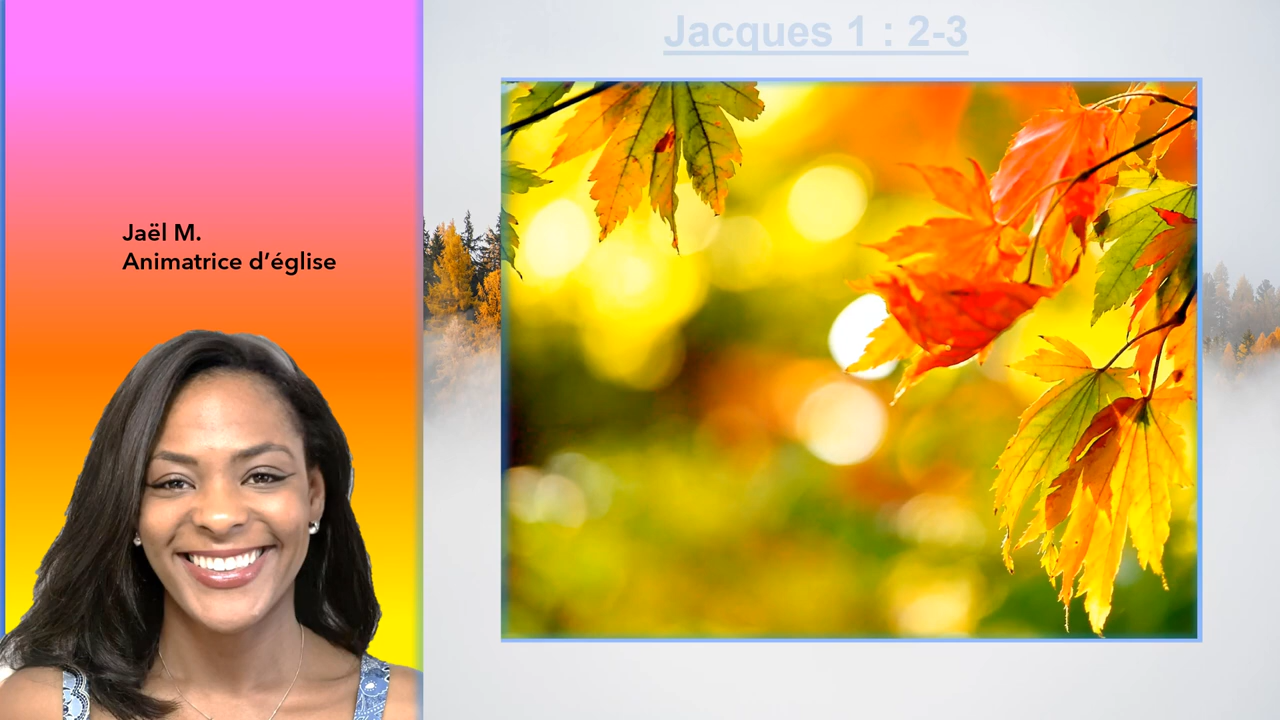 Jacques 1 : 2-3
Jaël M.
Animatrice d’église